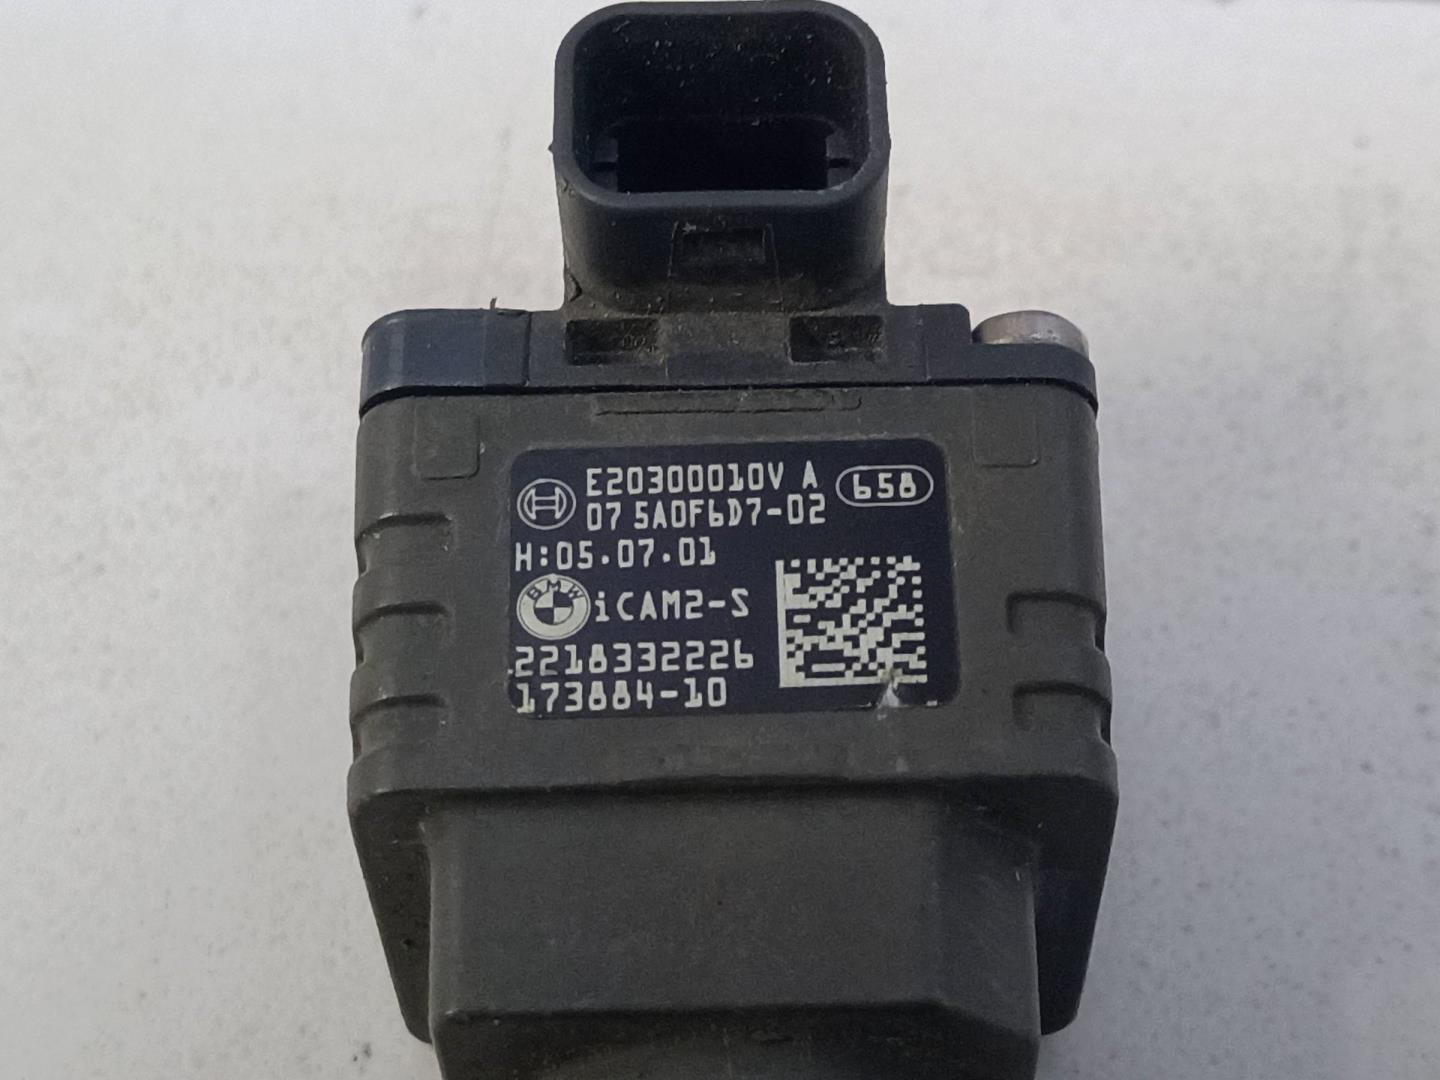 E20300010V A 658
07 5A0F6D7-02
H:05.07.01
BMW iCAM2-S
2218332226
173884-10